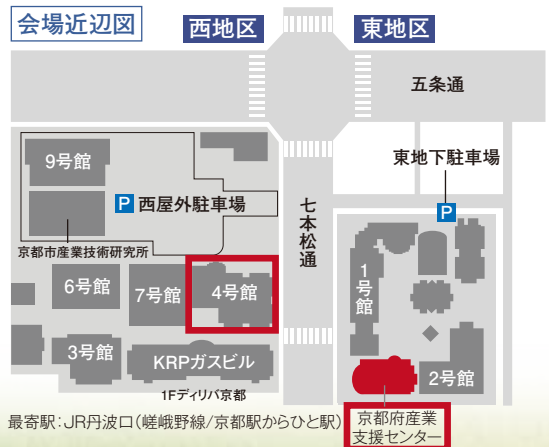 会場近辺図
西地区
東地区
五条通
9号館
東地下駐車場
P 西屋外駐車場
P
七本松通
京都市産業技術研究所
6号館
7号館
4号館
1号館
3号館
KRPガスビル
2号館
1Fディリパ京都
最寄駅:JR丹波口(嵯峨野線/京都駅からひと駅)
京都府産業
支援センター